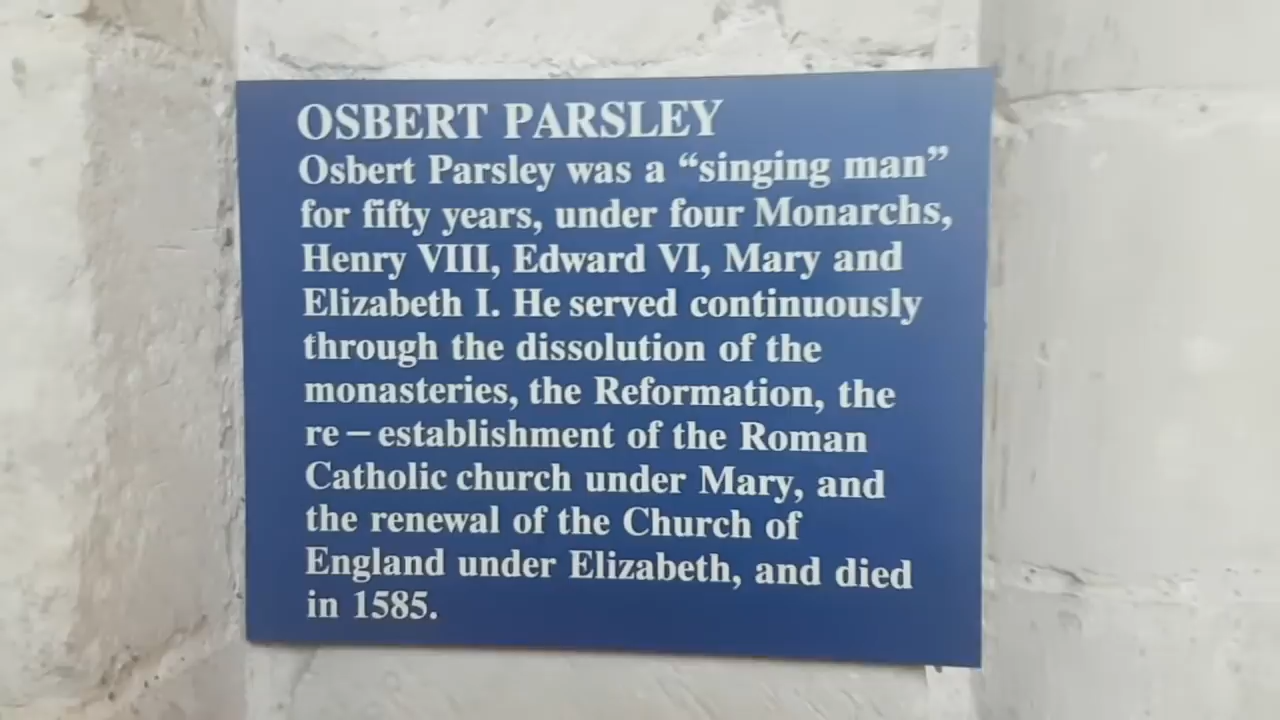 OSBERT PARSLEY
Osbert Parsley was a “singing man”
for fifty years, under four Monarchs,
Henry VIII, Edward VI, Mary and
Elizabeth I. He served continuously
through the dissolution of the
monasteries, the Reformation, the
re–establishment of the Roman
Catholic church under Mary, and
the renewal of the Church of
England under Elizabeth, and died
in 1585.